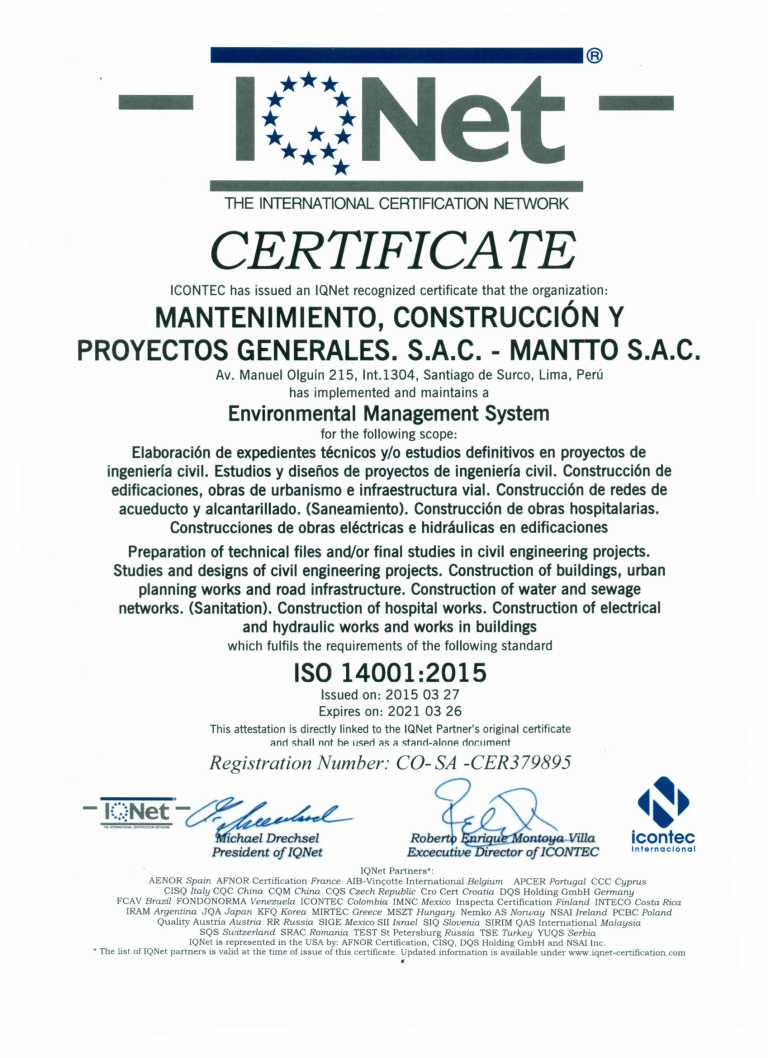 ®
IQNet
THE INTERNATIONAL CERTIFICATION NETWORK
CERTIFICATE
ICONTEC has issued an IQNet recognized certificate that the organization:
MANTENIMIENTO, CONSTRUCCIÓN Y
PROYECTOS GENERALES. S.A.C. - MANTTO S.A.C.
Av. Manuel Olguín 215, Int.1304, Santiago de Surco, Lima, Perú
has implemented and maintains a
Environmental Management System
for the following scope:
Elaboración de expedientes técnicos y/o estudios definitivos en proyectos de
ingeniería civil. Estudios y diseños de proyectos de ingeniería civil. Construcción de
edificaciones, obras de urbanismo e infraestructura vial. Construcción de redes de
acueducto y alcantarillado. (Saneamiento). Construcción de obras hospitalarias.
Construcciones de obras eléctricas e hidráulicas en edificaciones
Preparation of technical files and/or final studies in civil engineering projects.
Studies and designs of civil engineering projects. Construction of buildings, urban
planning works and road infrastructure. Construction of water and sewage
networks. (Sanitation). Construction of hospital works. Construction of electrical
and hydraulic works and works in buildings
which fulfils the requirements of the following standard
ISO 14001:2015
Issued on: 2015 03 27
Expires on: 2021 03 26
This attestation is directly linked to the IQNet Partner's original certificate
and shall not be used as a stand-alone document
Registration Number: CO- SA -CER379895
IQNet
THE INTERNATIONAL CERTIFICATION NETWORK
Michael Drechsel
President of IQNet
Roberto Enrique Montoya Villa
Excecutive Director of ICONTEC
icontec
internacional
IQNet Partners*:
AENOR Spain AFNOR Certification France AIB-Vinçotte International Belgium APCER Portugal CCC Cyprus
CISQ Italy CQC China CQM China CQS Czech Republic Cro Cert Croatia DQS Holding GmbH Germany
FCAV Brazil FONDONORMA Venezuela ICONTEC Colombia IMNC Mexico Inspecta Certification Finland INTECO Costa Rica
IRAM Argentina JQA Japan KFQ Korea MIRTEC Greece MSZT Hungary Nemko AS Norway NSAI Ireland PCBC Poland
Quality Austria Austria RR Russia SIGE Mexico SII Israel SIQ Slovenia SIRIM QAS International Malaysia
SQS Switzerland SRAC Romania TEST St Petersburg Russia TSE Turkey YUQS Serbia
IQNet is represented in the USA by: AFNOR Certification, CISQ, DQS Holding GmbH and NSAI Inc.
* The list of IQNet partners is valid at the time of issue of this certificate. Updated information is available under www.iqnet-certification.com